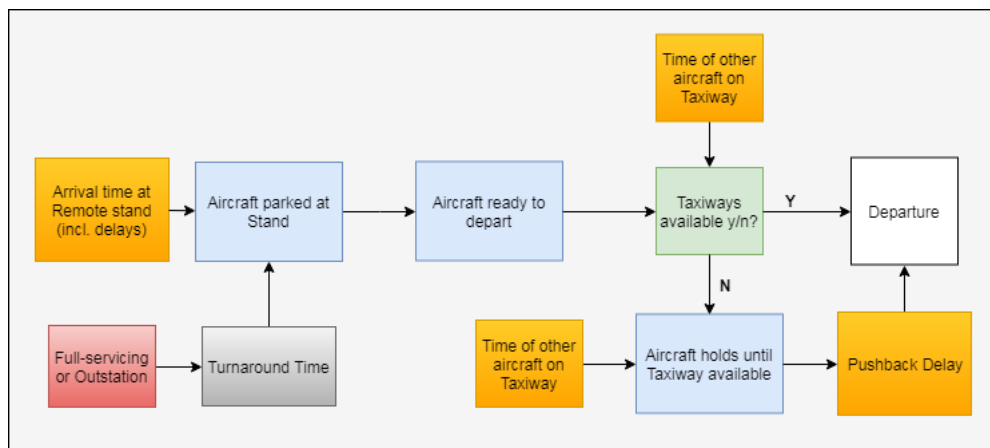 Time of other
aircraft on
Taxiway
Arrival time at
Remote stand
(incl. delays)
Aircraft parked at
Stand
Aircraft ready to
depart
Taxiways
available y/n?
Y
Departure
N
Full-servicing
or Outstation
Turnaround Time
Time of other
aircraft on
Taxiway
Aircraft holds until
Taxiway available
Pushback Delay